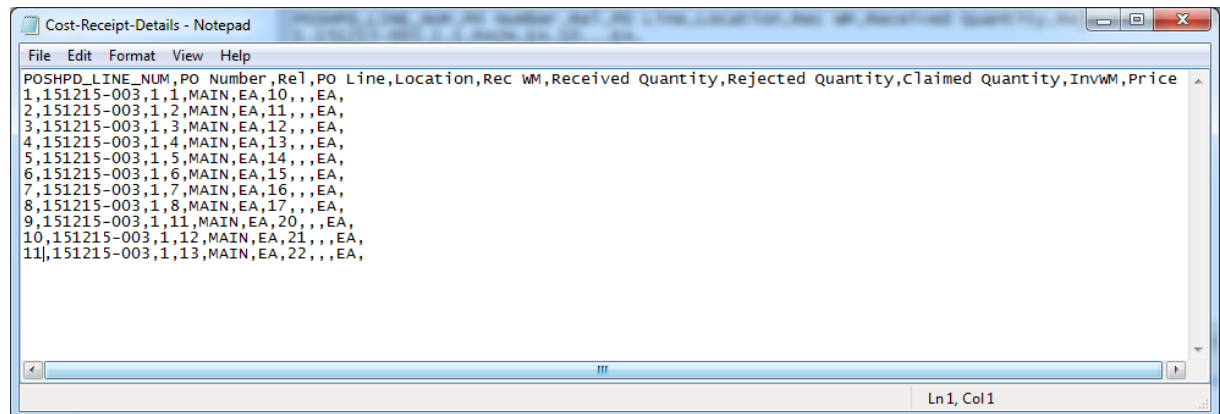 Cost-Receipt-Details - Notepad
File Edit Format View Help
POSHPD_LINE_NUM,PO Number,Rel,PO Line,Location,Rec WM,Received Quantity,Rejected Quantity,Claimed Quantity,InvWM,Price
1,151215-003,1,1,MAIN,EA,10,,,EA,
2,151215-003,1,2,MAIN,EA,11,,,EA,
3,151215-003,1,3,MAIN,EA,12,,,EA,
4,151215-003,1,4,MAIN,EA,13,,,EA,
5,151215-003,1,5,MAIN,EA,14,,,EA,
6,151215-003,1,6,MAIN,EA,15,,,EA,
7,151215-003,1,7,MAIN,EA,16,,,EA,
8,151215-003,1,8,MAIN,EA,17,,,EA,
9,151215-003,1,11,MAIN,EA,20,,,EA,
10,151215-003,1,12,MAIN,EA,21,,,EA,
11,151215-003,1,13,MAIN,EA,22,,,EA,
Ln1, Col1